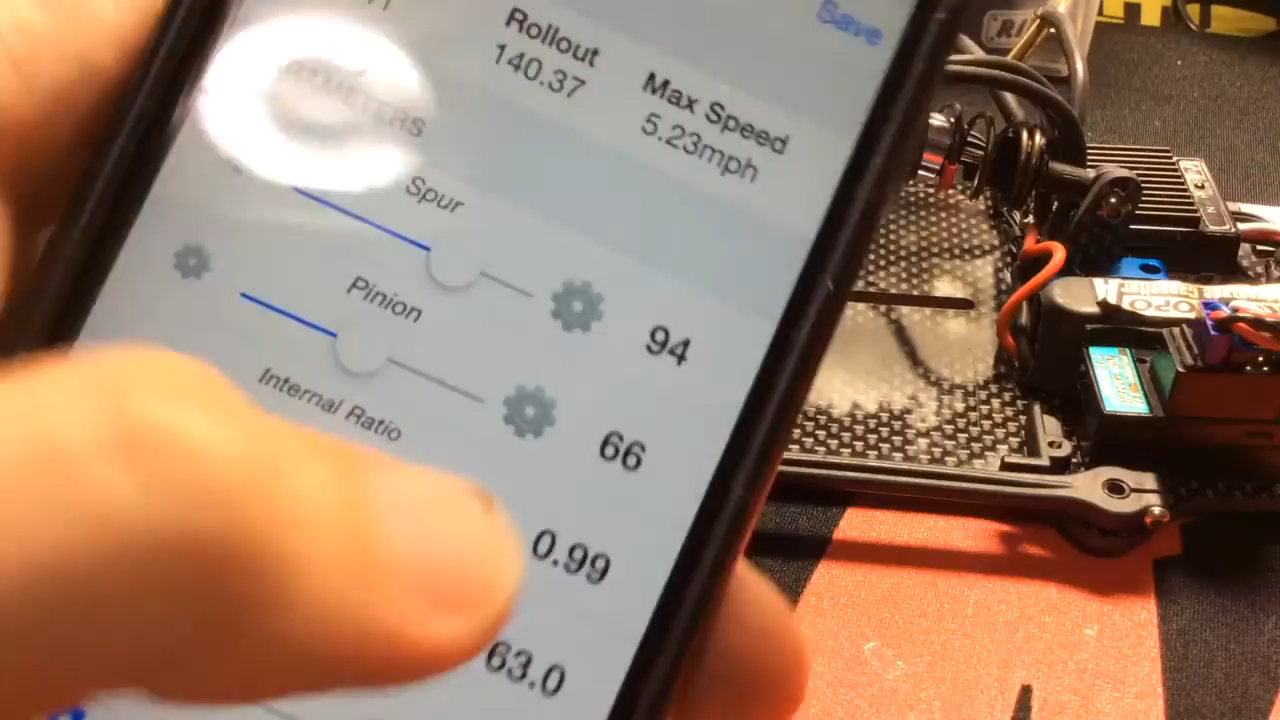 Save
Rollout
140.37
Max Speed
5.23mph
Spur
94
Pinion
66
Internal Ratio
0.99
63.0